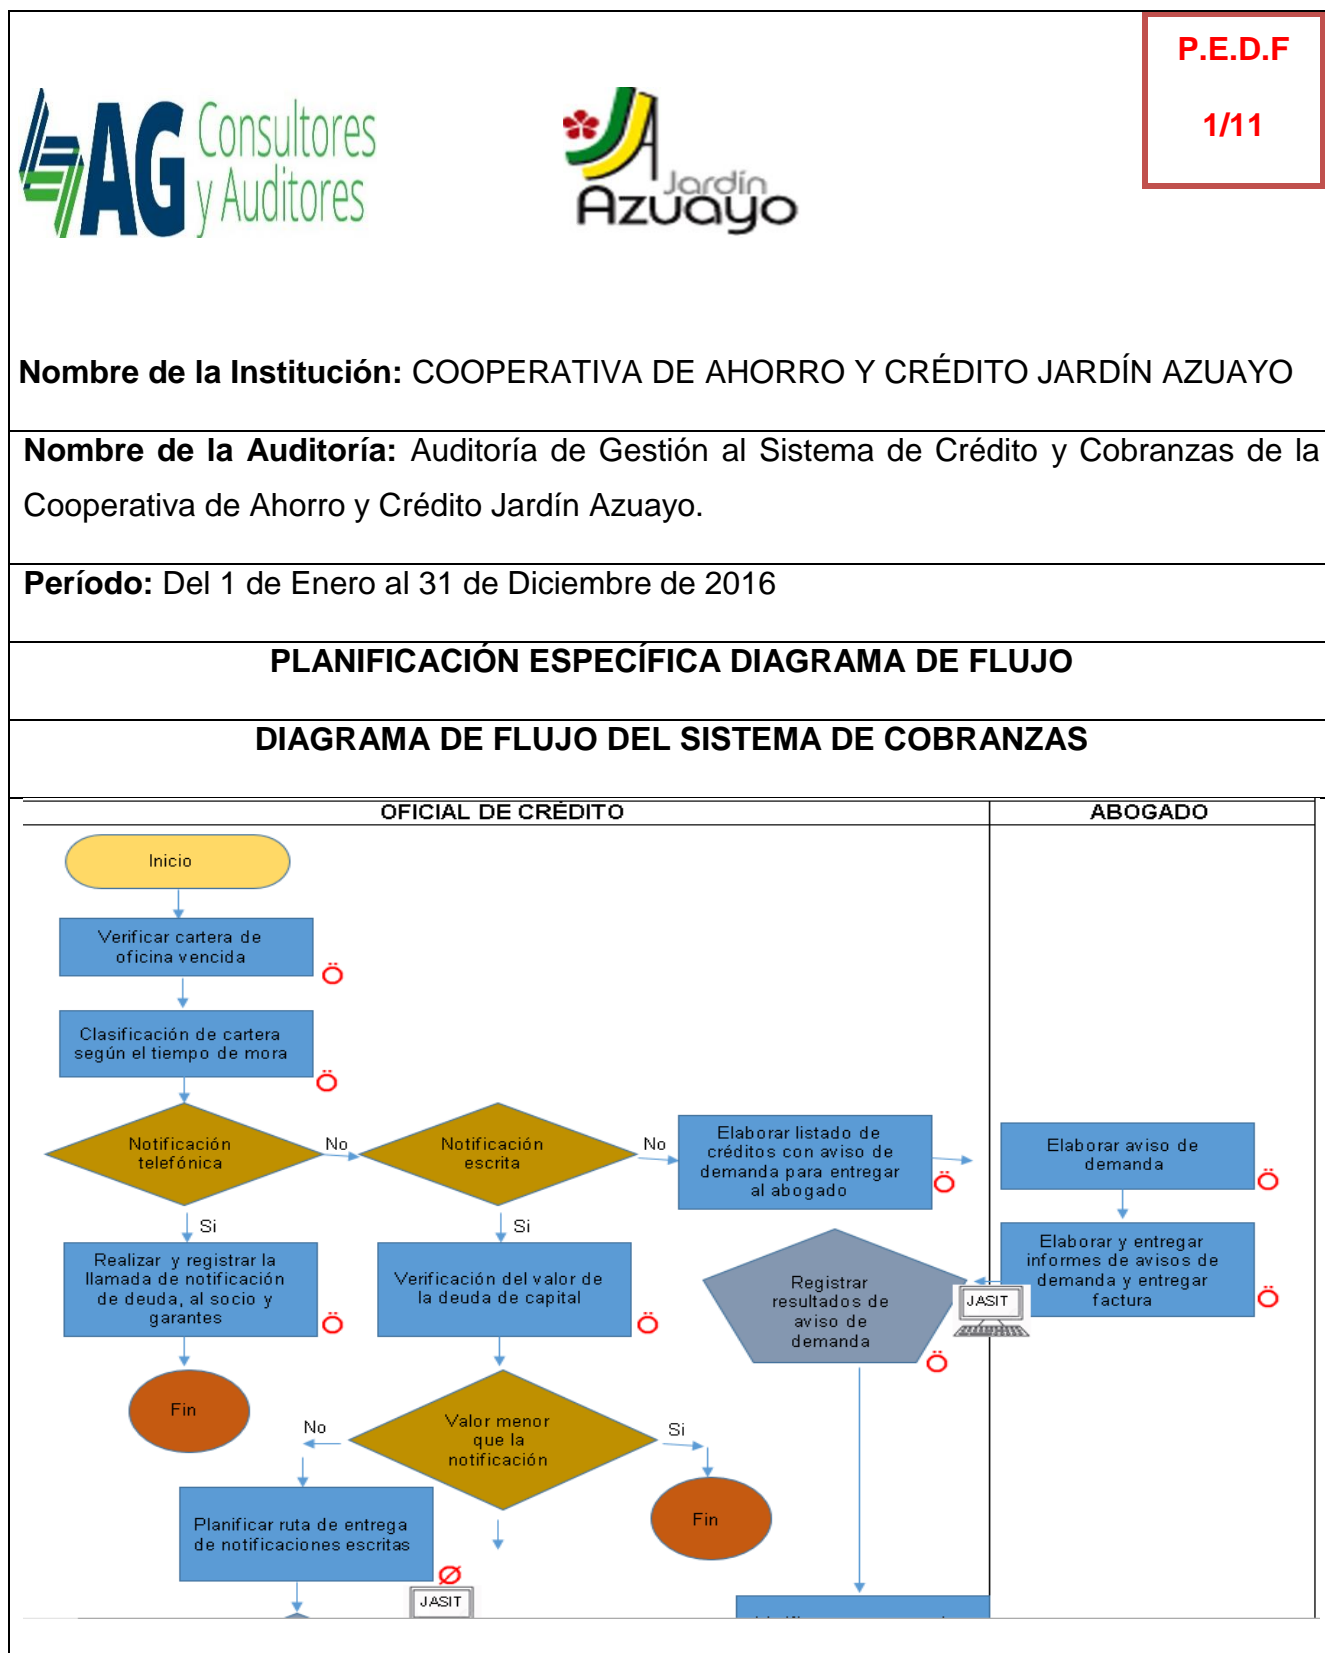 P.E.D.F
1/11
AG Consultores
y Auditores
Jardín
Azuayo
Nombre de la Institución: COOPERATIVA DE AHORRO Y CRÉDITO JARDÍN AZUAYO
Nombre de la Auditoría: Auditoría de Gestión al Sistema de Crédito y Cobranzas de la
Cooperativa de Ahorro y Crédito Jardín Azuayo.
Período: Del 1 de Enero al 31 de Diciembre de 2016
PLANIFICACIÓN ESPECÍFICA DIAGRAMA DE FLUJO
DIAGRAMA DE FLUJO DEL SISTEMA DE COBRANZAS
OFICIAL DE CRÉDITO
ABOGADO
Inicio
Verificar cartera de
oficina vencida
Ö
Clasificación de cartera
según el tiempo de mora
Ö
Notificación
telefónica
No
Notificación
escrita
No
Elaborar listado de
créditos con aviso de
demanda para entregar
al abogado
Ö
Elaborar aviso de
demanda
Ö
Si
Realizar y registrar la
llamada de notificación
de deuda, al socio y
garantes
Ö
Si
Verificación del valor de
la deuda de capital
Ö
Registrar
resultados de
aviso de
demanda
Ö
JASIT
Elaborar y entregar
informes de avisos de
demanda y entregar
factura
Ö
Fin
No
Valor menor
que la
notificación
Si
Fin
Planificar ruta de entrega
de notificaciones escritas
Ø
JASIT